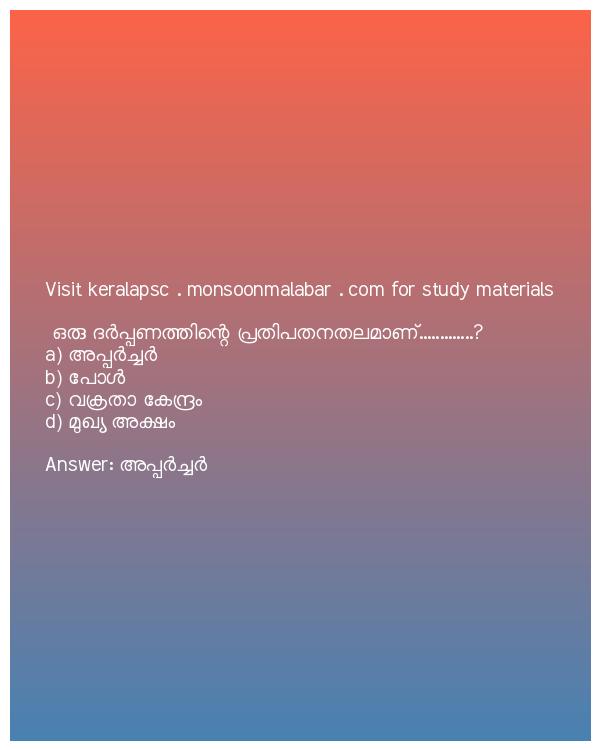 Visit keralapsc . monsoonmalabar . com for study materials
ഒരു ദർപ്പണത്തിന്റെ പ്രതിപതനതലമാണ്.............?
a) അപ്പർച്ചർ
b) പോൾ
c) വക്രതാ കേന്ദ്രം
d) മുഖ്യ അക്ഷം
Answer: അപ്പർച്ചർ